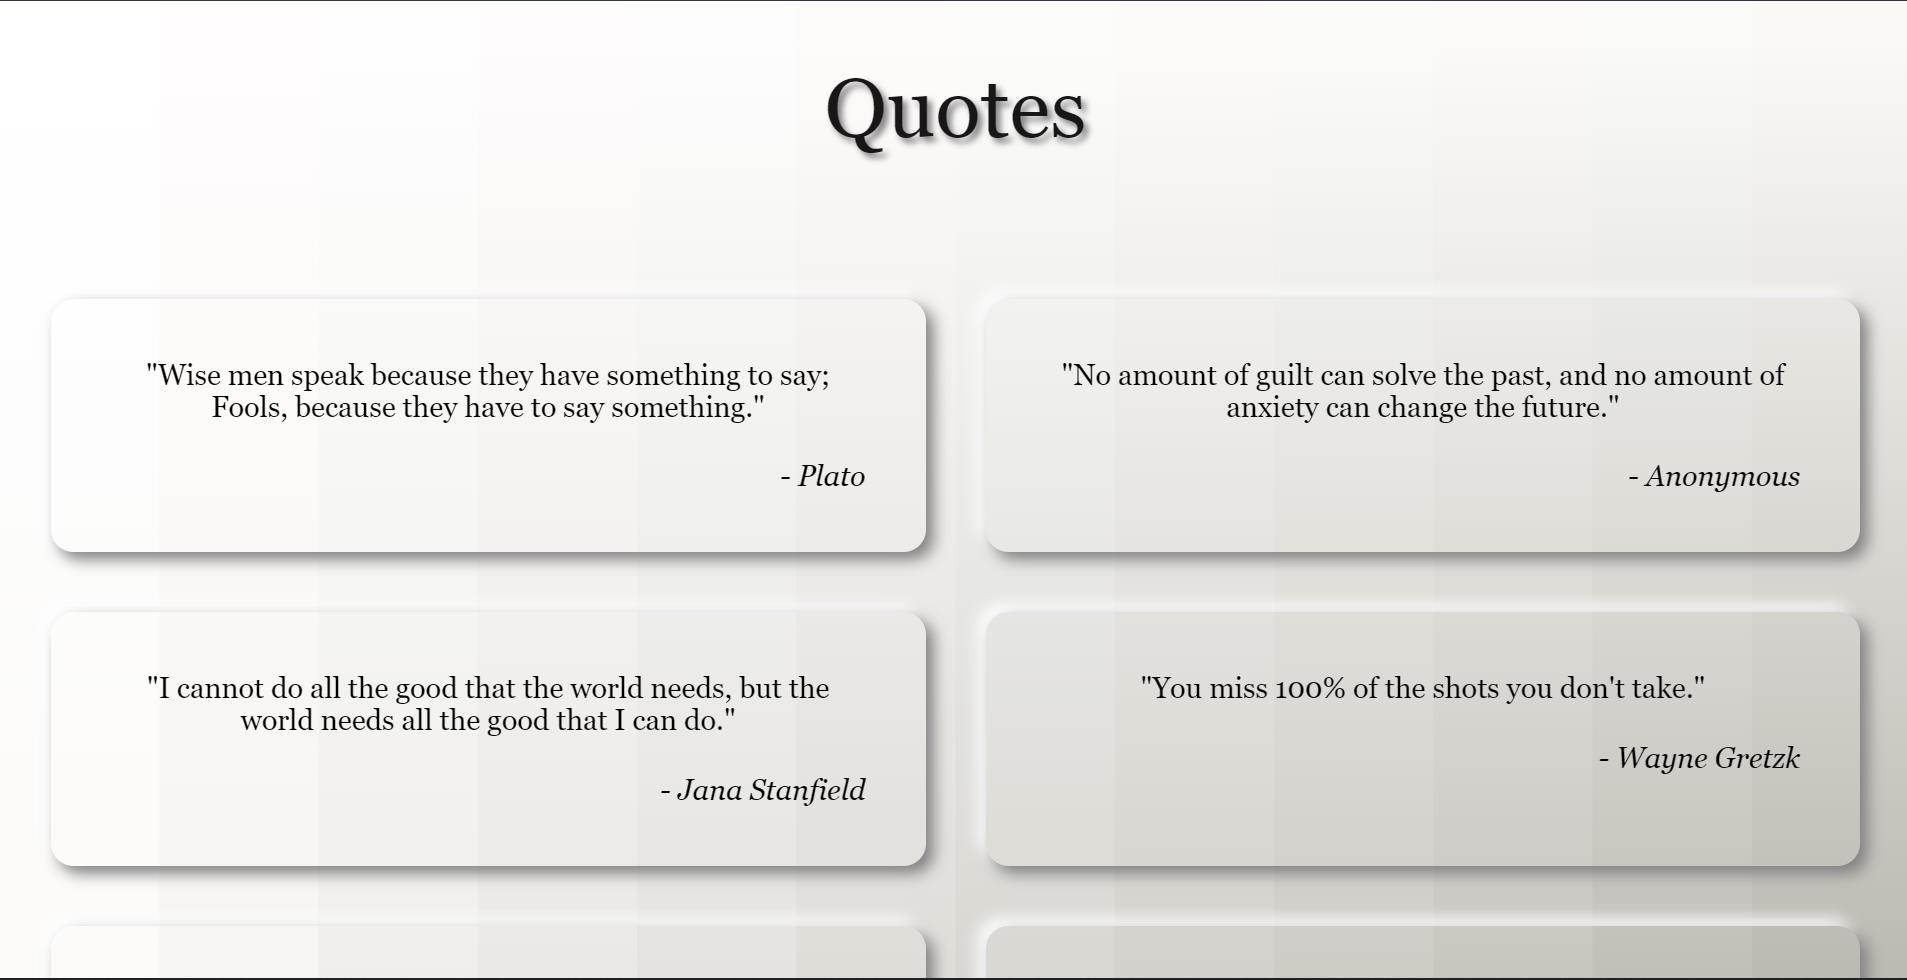 Quotes
"Wise men speak because they have something to say;
Fools, because they have to say something."
- Plato
"No amount of guilt can solve the past, and no amount of
anxiety can change the future."
- Anonymous
"I cannot do all the good that the world needs, but the
world needs all the good that I can do."
- Jana Stanfield
"You miss 100% of the shots you don't take."
- Wayne Gretzk